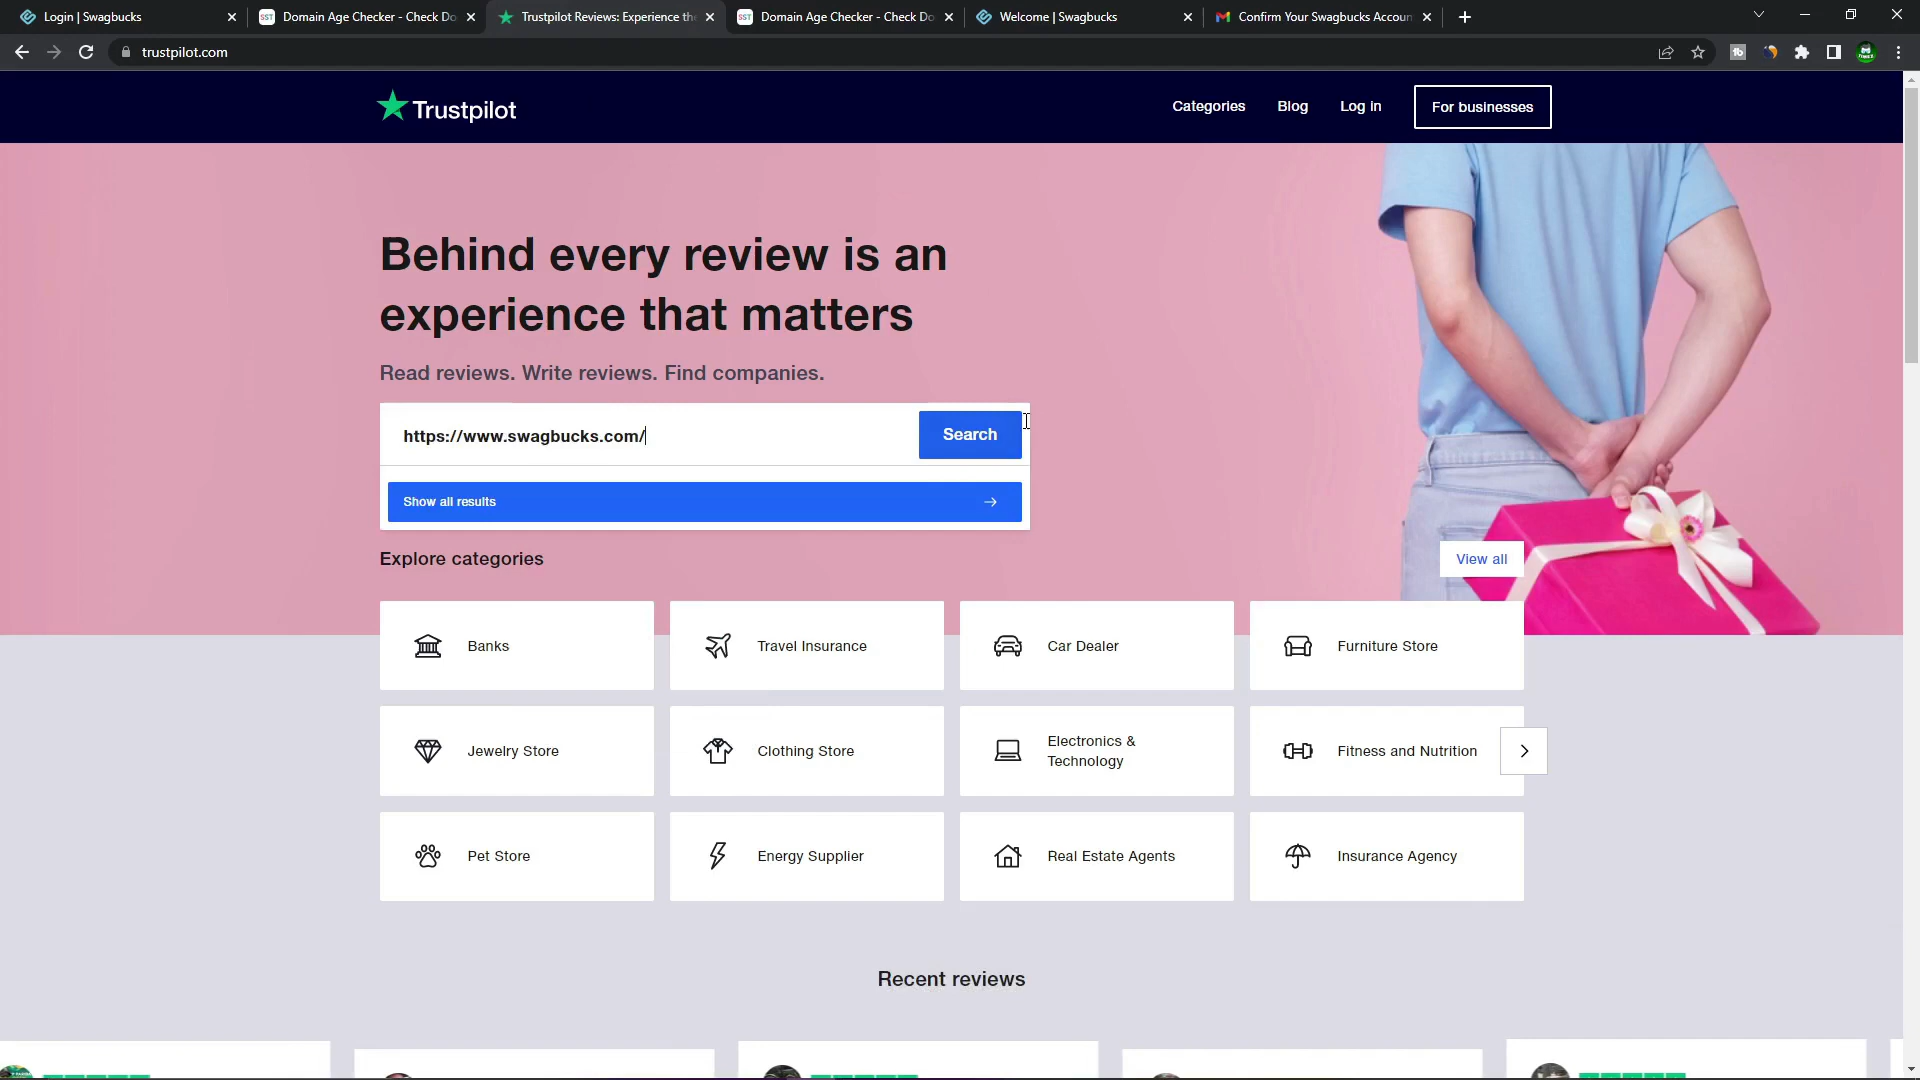 Login | Swagbucks
Domain Age Checker - Check Do
Trustpilot Reviews: Experience the
Domain Age Checker - Check Do
Welcome | Swagbucks
Confirm Your Swagbucks Accoun
trustpilot.com
Trustpilot
Categories
Blog
Log in
For businesses
Behind every review is an
experience that matters
Read reviews. Write reviews. Find companies.
https://www.swagbucks.com/
Search
Show all results
Explore categories
View all
Banks
Travel Insurance
Car Dealer
Furniture Store
Jewelry Store
Clothing Store
Electronics &
Technology
Fitness and Nutrition
Pet Store
Energy Supplier
Real Estate Agents
Insurance Agency
Recent reviews